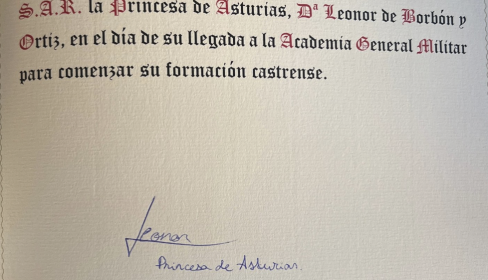 S.A.R. la Princesa de Asturias, Dª Leonor de Borbón y
Ortiz, en el día de su llegada a la Academia General Militar
para comenzar su formación castrense.
Leonor
Princesa de Asturias